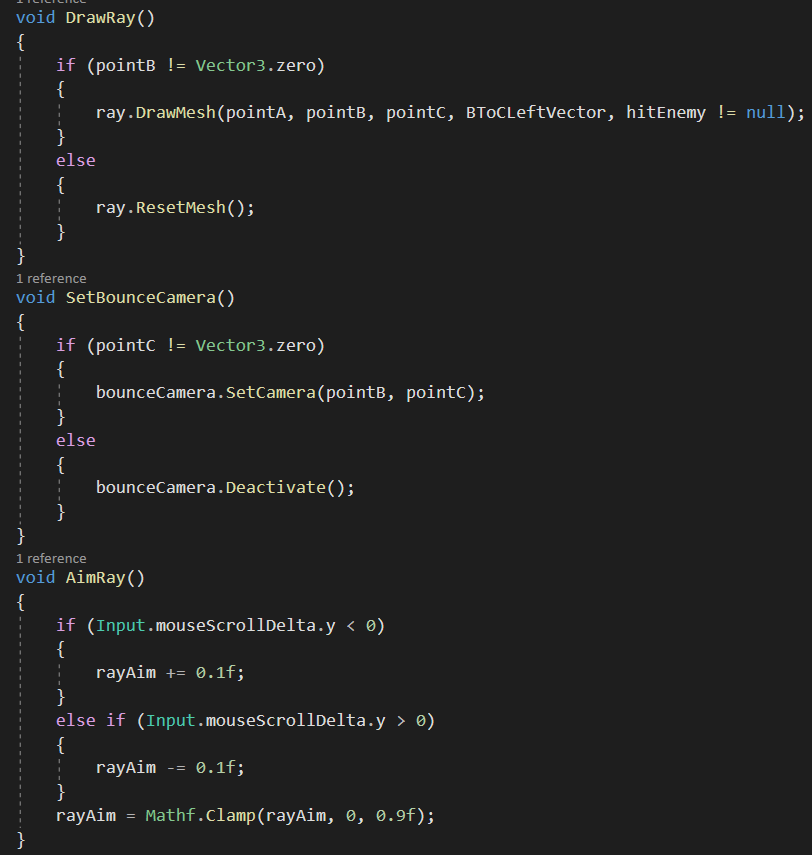 1 reference
void DrawRay()
{
    if (pointB != Vector3.zero)
    {
        ray.DrawMesh(pointA, pointB, pointC, BToCLeftVector, hitEnemy != null);
    }
    else
    {
        ray.ResetMesh();
    }
}
1 reference
void SetBounceCamera()
{
    if (pointC != Vector3.zero)
    {
        bounceCamera.SetCamera(pointB, pointC);
    }
    else
    {
        bounceCamera.Deactivate();
    }
}
1 reference
void AimRay()
{
    if (Input.mouseScrollDelta.y < 0)
    {
        rayAim += 0.1f;
    }
    else if (Input.mouseScrollDelta.y > 0)
    {
        rayAim -= 0.1f;
    }
    rayAim = Mathf.Clamp(rayAim, 0, 0.9f);
}